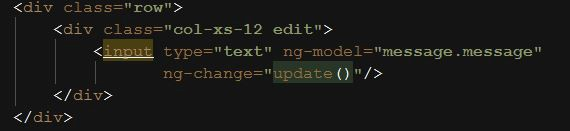 <div class="row">
<div class="col-xs-12 edit">
<input type="text" ng-model="message.message"
ng-change="update()"/>
</div>
</div>